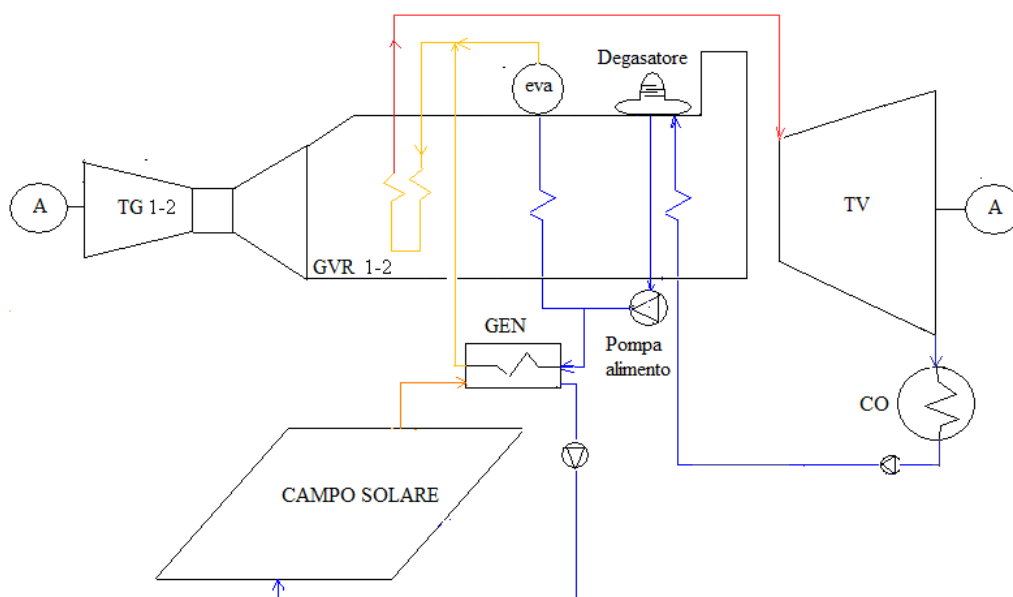 Degasatore
eva
A
TG 1-2
TV
A
GVR 1-2
GEN
Pompa
alimento
CO
CAMPO SOLARE